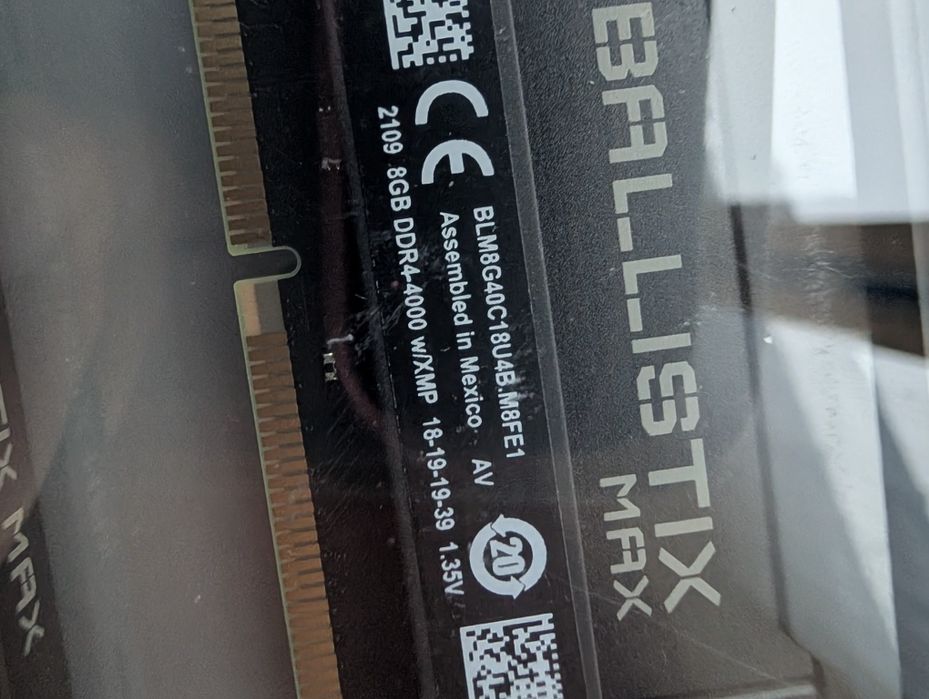 BALLISTIX
MAX
BLM8G40C18U4B.M8FE1
Assembled in Mexico AV
2109 8GB DDR4-4000 w/XMP 18-19-19-39 1.35V
CE
20
MAX